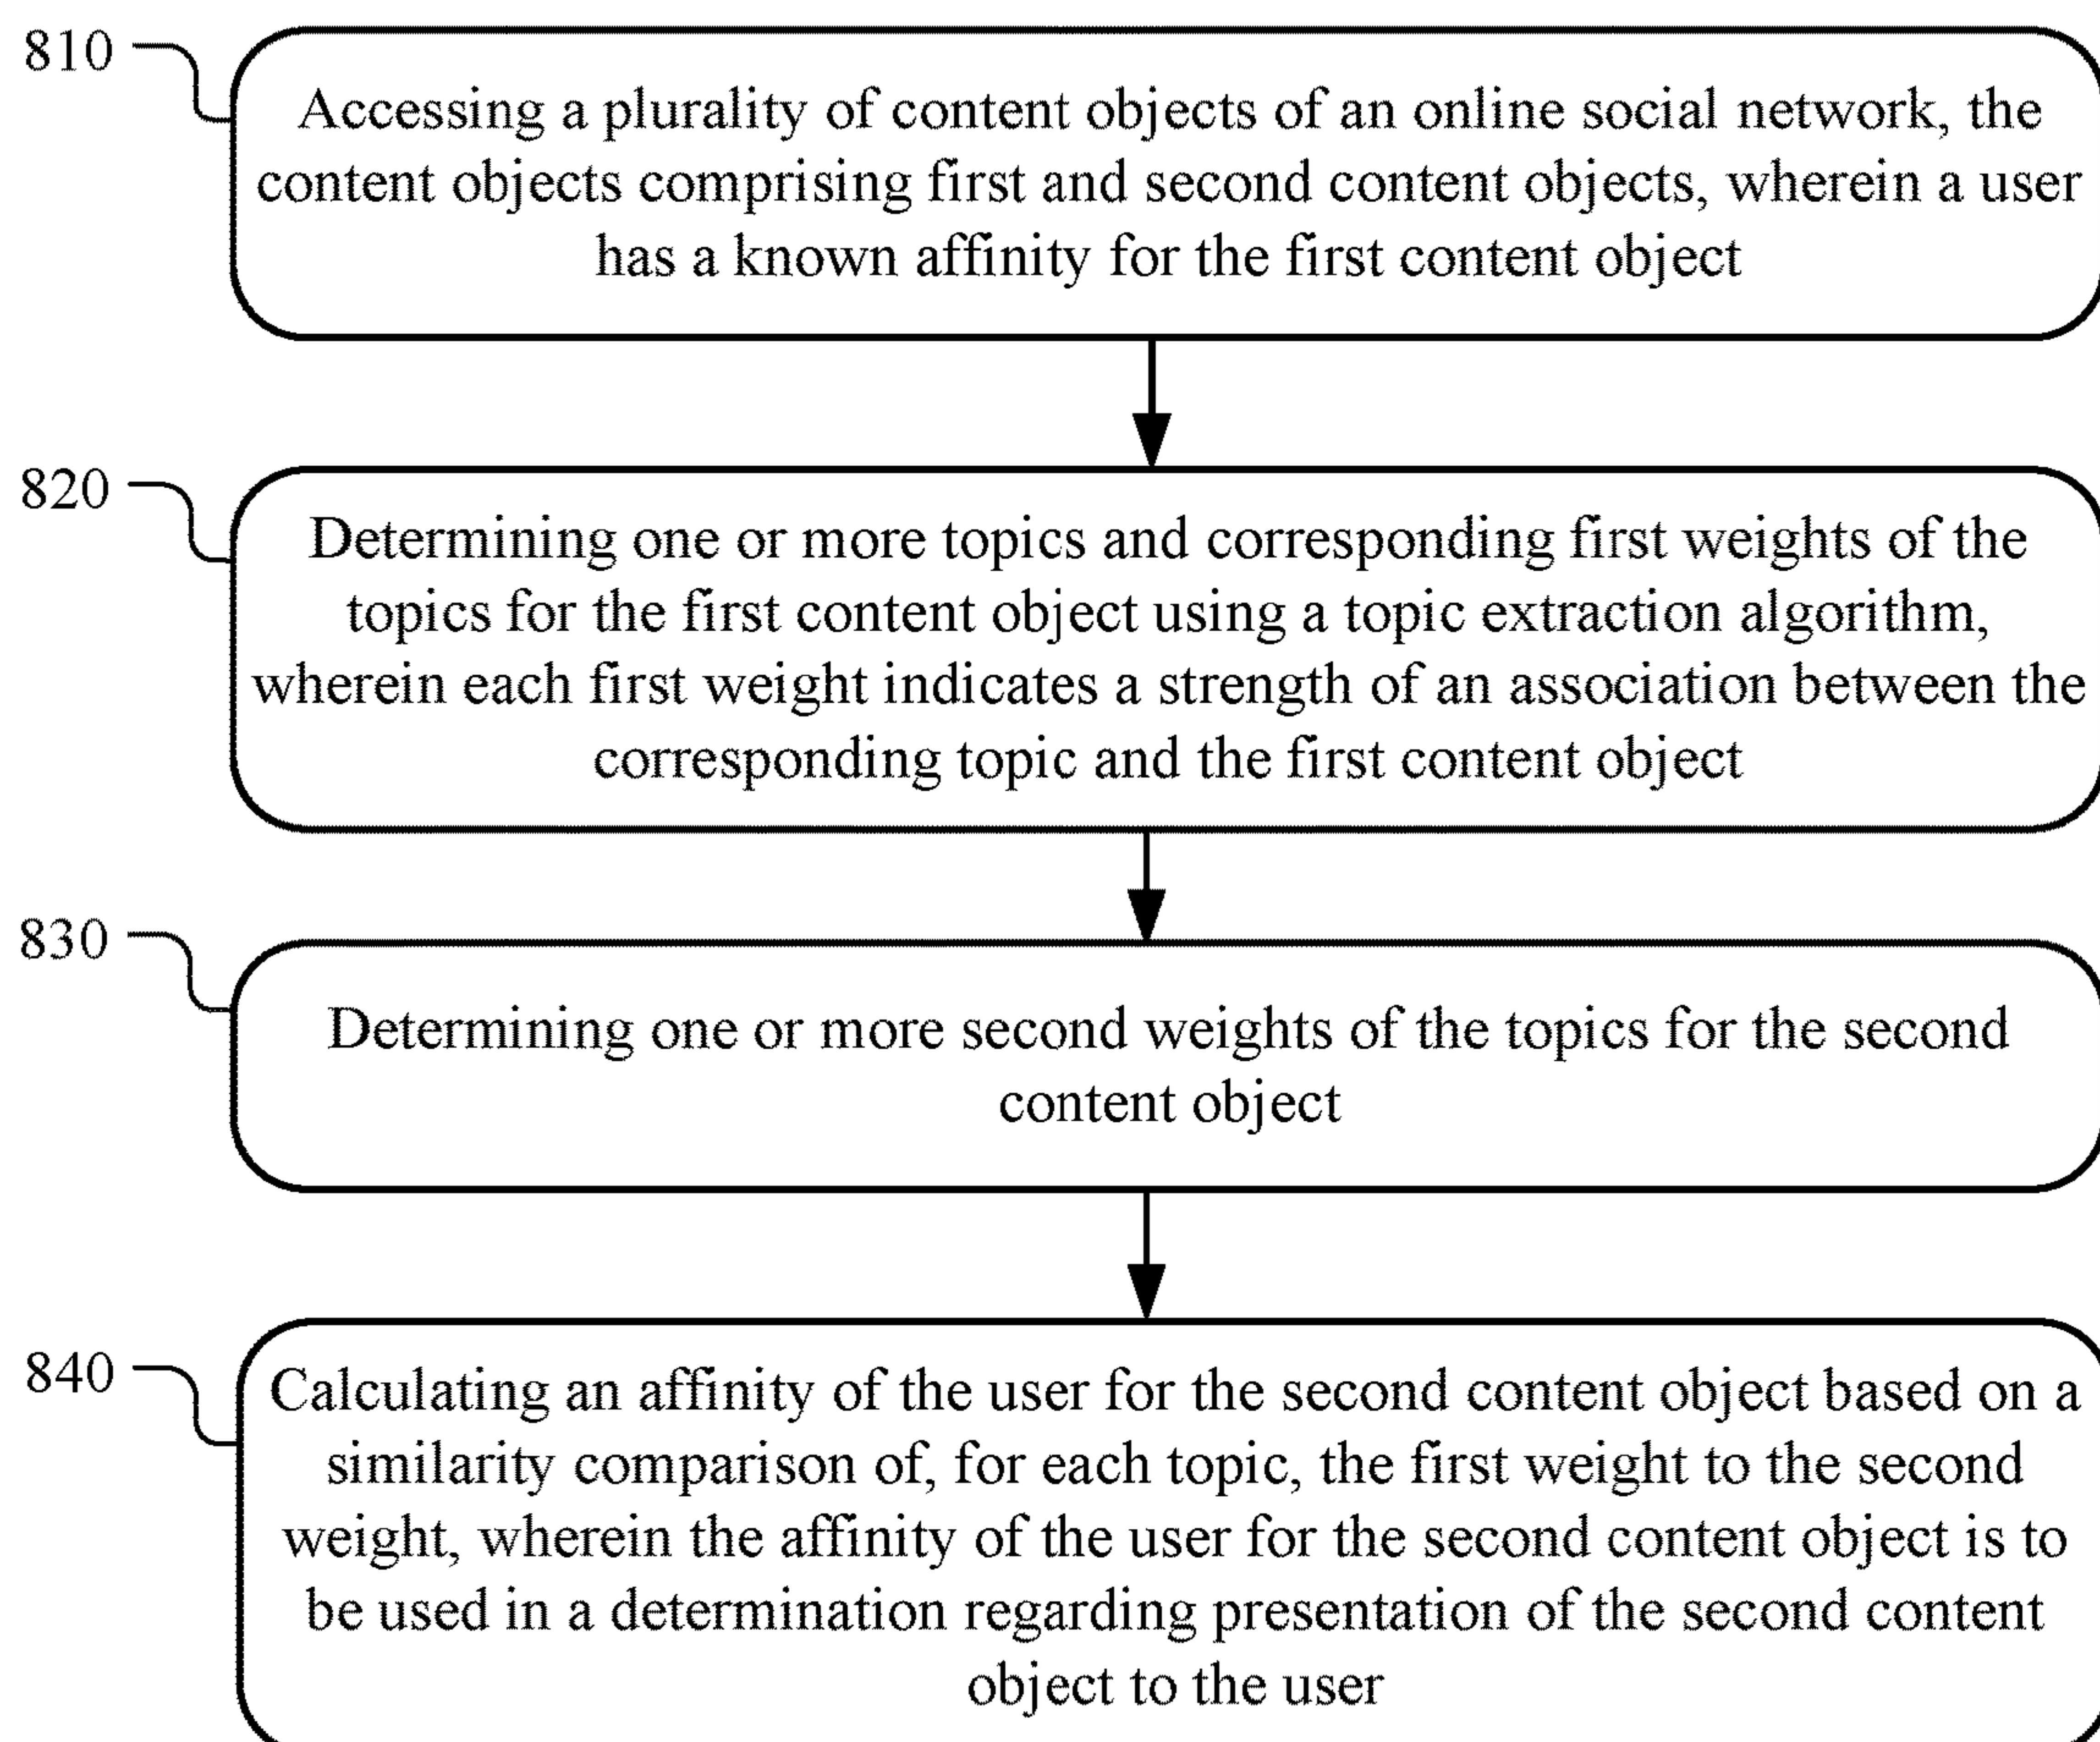 810
Accessing a plurality of content objects of an online social network, the
content objects comprising first and second content objects, wherein a user
has a known affinity for the first content object
820
Determining one or more topics and corresponding first weights of the
topics for the first content object using a topic extraction algorithm,
wherein each first weight indicates a strength of an association between the
corresponding topic and the first content object
830
Determining one or more second weights of the topics for the second
content object
840
Calculating an affinity of the user for the second content object based on a
similarity comparison of, for each topic, the first weight to the second
weight, wherein the affinity of the user for the second content object is to
be used in a determination regarding presentation of the second content
object to the user